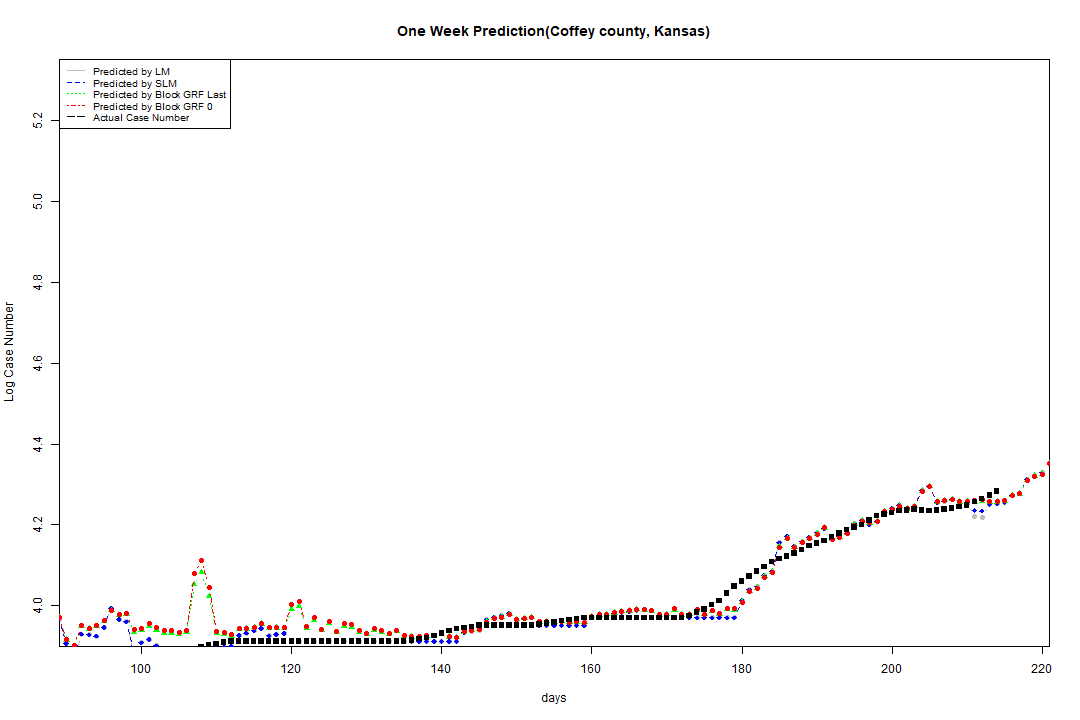 One Week Prediction(Coffey county, Kansas)
Predicted by LM
Predicted by SLM
Predicted by Block GRF Last
Predicted by Block GRF 0
Actual Case Number
Log Case Number
5.2
5.0
4.8
4.6
4.4
4.2
4.0
100 120 140 160 180 200 220
days